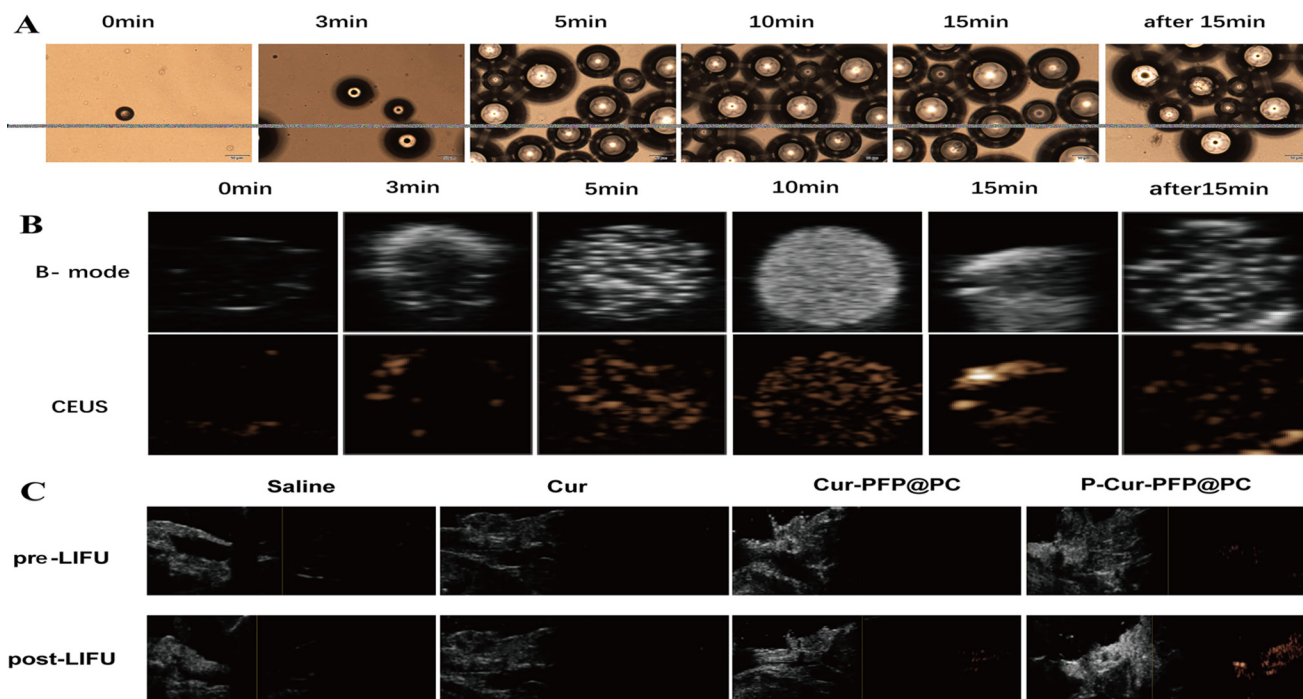 A
0min 3min 5min 10min 15min after 15min
0min 3min 5min 10min 15min after15min
B
B- mode
CEUS
C
Saline Cur Cur-PFP@PC P-Cur-PFP@PC
pre-LIFU
post-LIFU